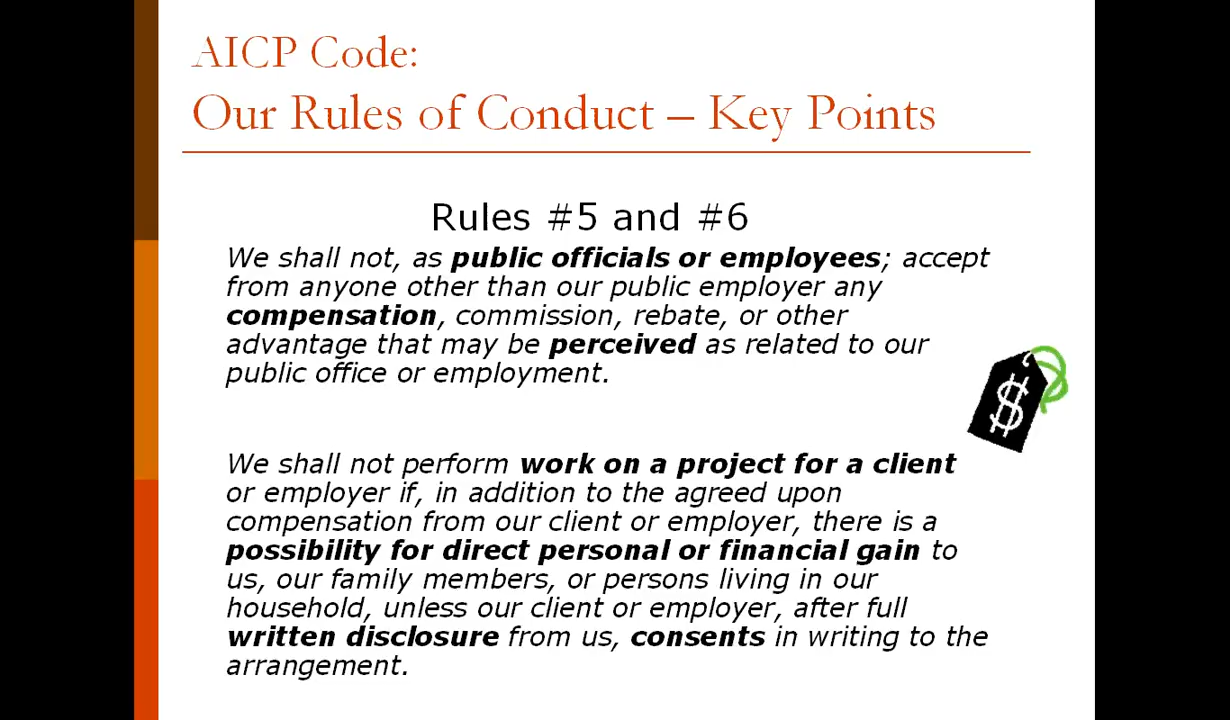 AICP Code:
Our Rules of Conduct – Key Points
Rules #5 and #6
We shall not, as public officials or employees; accept
from anyone other than our public employer any
compensation, commission, rebate, or other
advantage that may be perceived as related to our
public office or employment.
$
We shall not perform work on a project for a client
or employer if, in addition to the agreed upon
compensation from our client or employer, there is a
possibility for direct personal or financial gain to
us, our family members, or persons living in our
household, unless our client or employer, after full
written disclosure from us, consents in writing to the
arrangement.